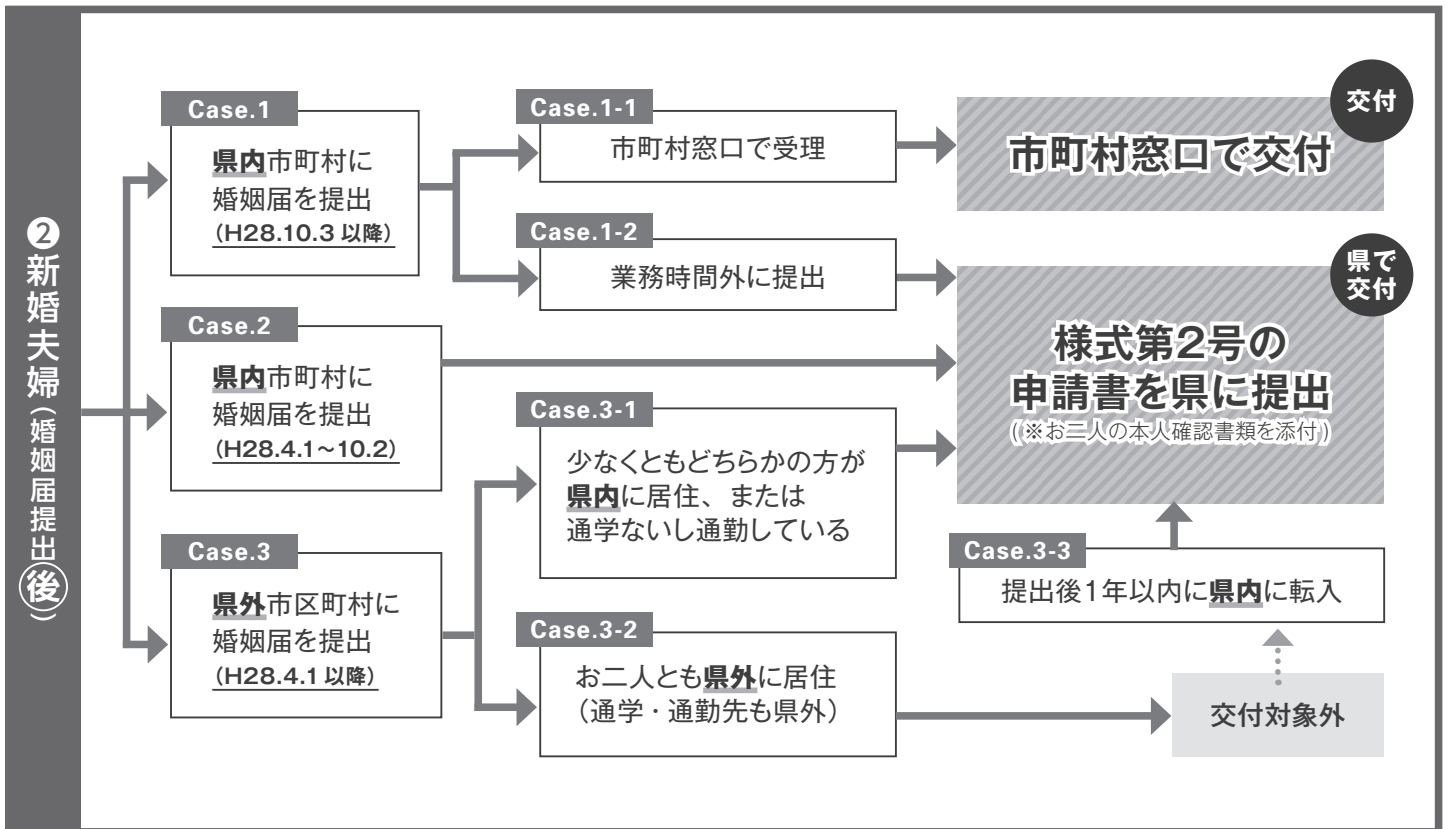 ❷新婚夫婦(婚姻届提出後)
Case.1
県内市町村に
婚姻届を提出
(H28.10.3 以降)
Case.1-1
市町村窓口で受理
交付
市町村窓口で交付
Case.1-2
業務時間外に提出
県で
交付
様式第2号の
申請書を県に提出
(※お二人の本人確認書類を添付)
Case.2
県内市町村に
婚姻届を提出
(H28.4.1～10.2)
Case.3
県外市区町村に
婚姻届を提出
(H28.4.1 以降)
Case.3-1
少なくともどちらかの方が
県内に居住、または
通学ないし通勤している
Case.3-2
お二人とも県外に居住
（通学・通勤先も県外）
Case.3-3
提出後1年以内に県内に転入
交付対象外